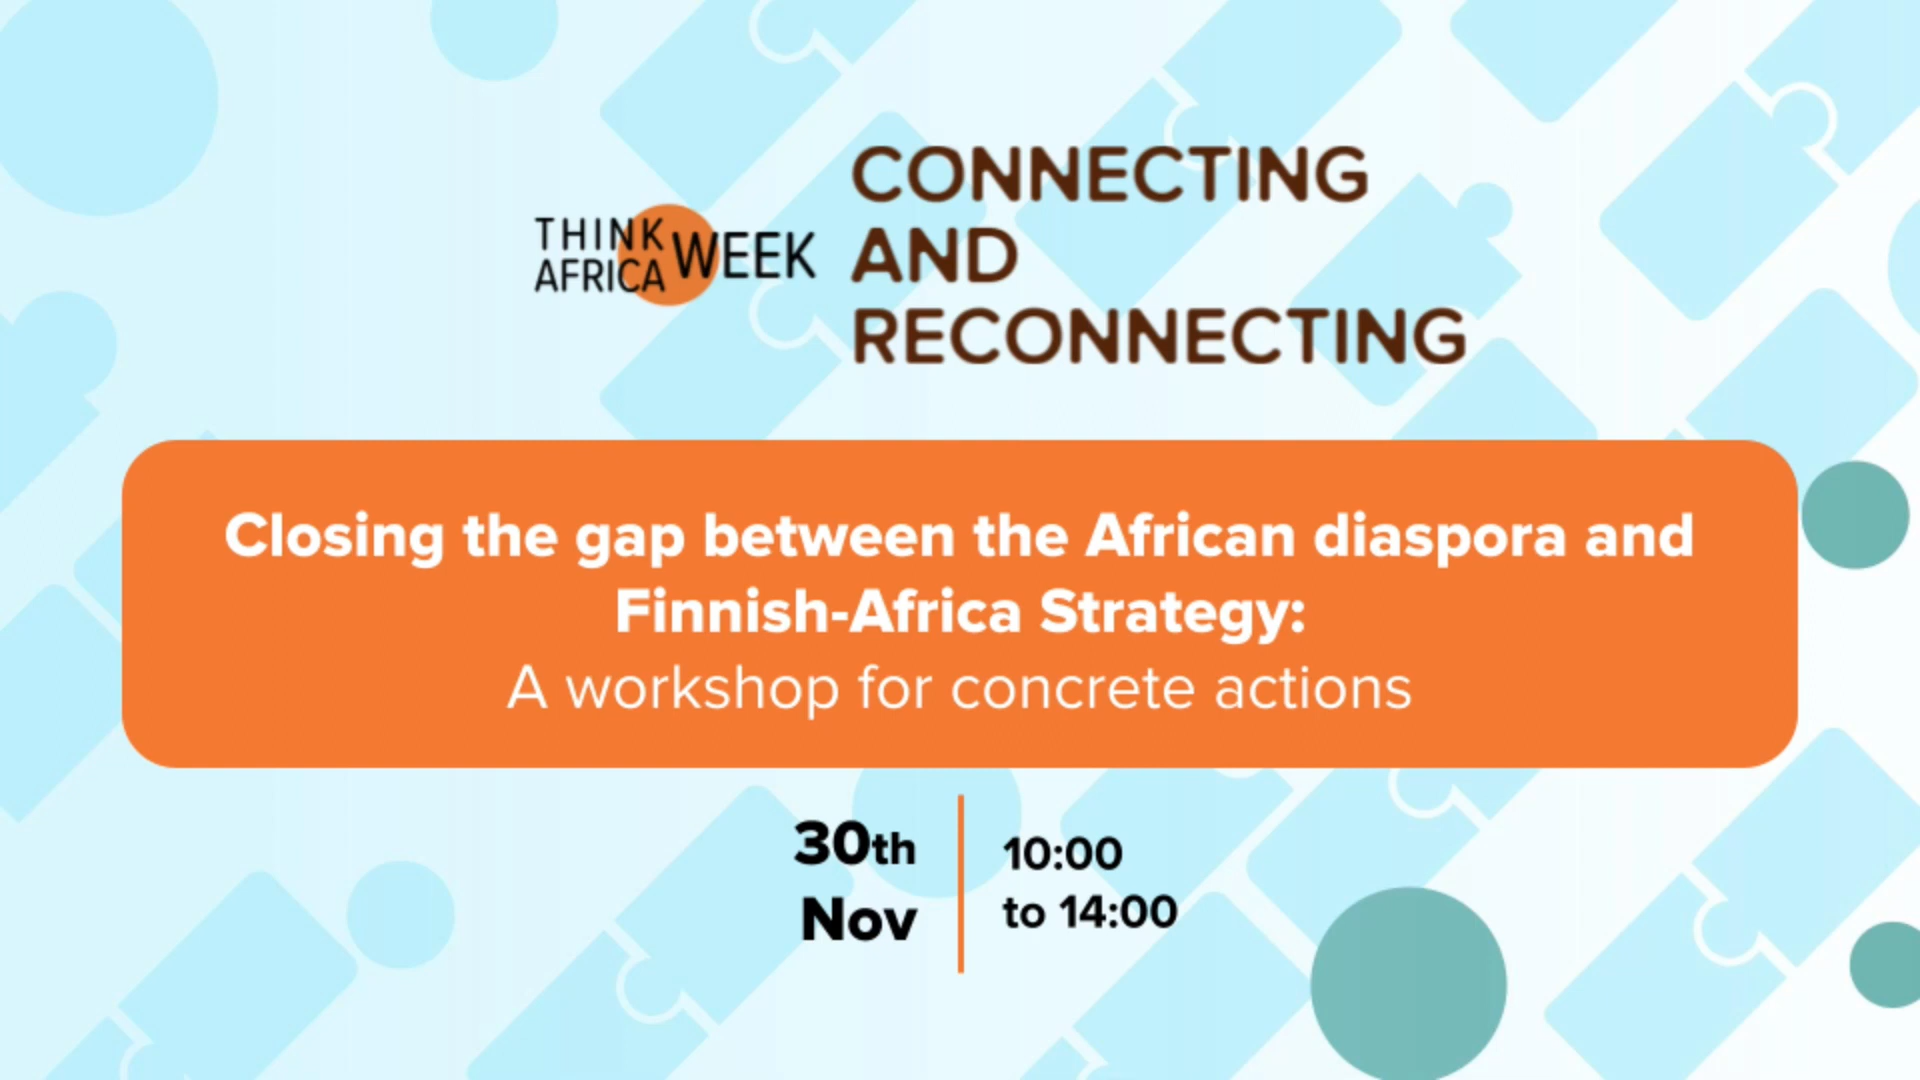 THINK
AFRICA
WEEK
CONNECTING
AND
RECONNECTING
Closing the gap between the African diaspora and
Finnish-Africa Strategy:
A workshop for concrete actions
30th
Nov
10:00
to 14:00